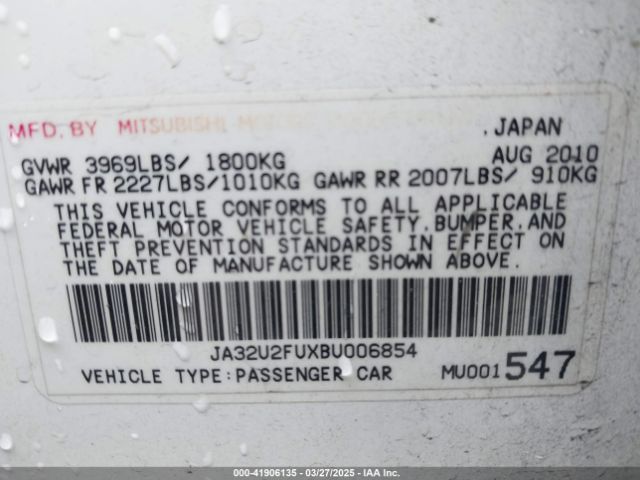 MFD. BY MITSUBISHI , JAPAN
GVWR 3969LBS/ 1800KG AUG 2010
GAWR FR 2227LBS/1010KG GAWR RR 2007LBS/ 910KG
THIS VEHICLE CONFORMS TO ALL APPLICABLE
FEDERAL MOTOR VEHICLE SAFETY, BUMPER, AND
THEFT PREVENTION STANDARDS IN EFFECT ON
THE DATE OF MANUFACTURE SHOWN ABOVE.
JA32U2FUXBU006854
VEHICLE TYPE:PASSENGER CAR MU001547
000-41906135 — 03/27/2025 — IAA Inc.